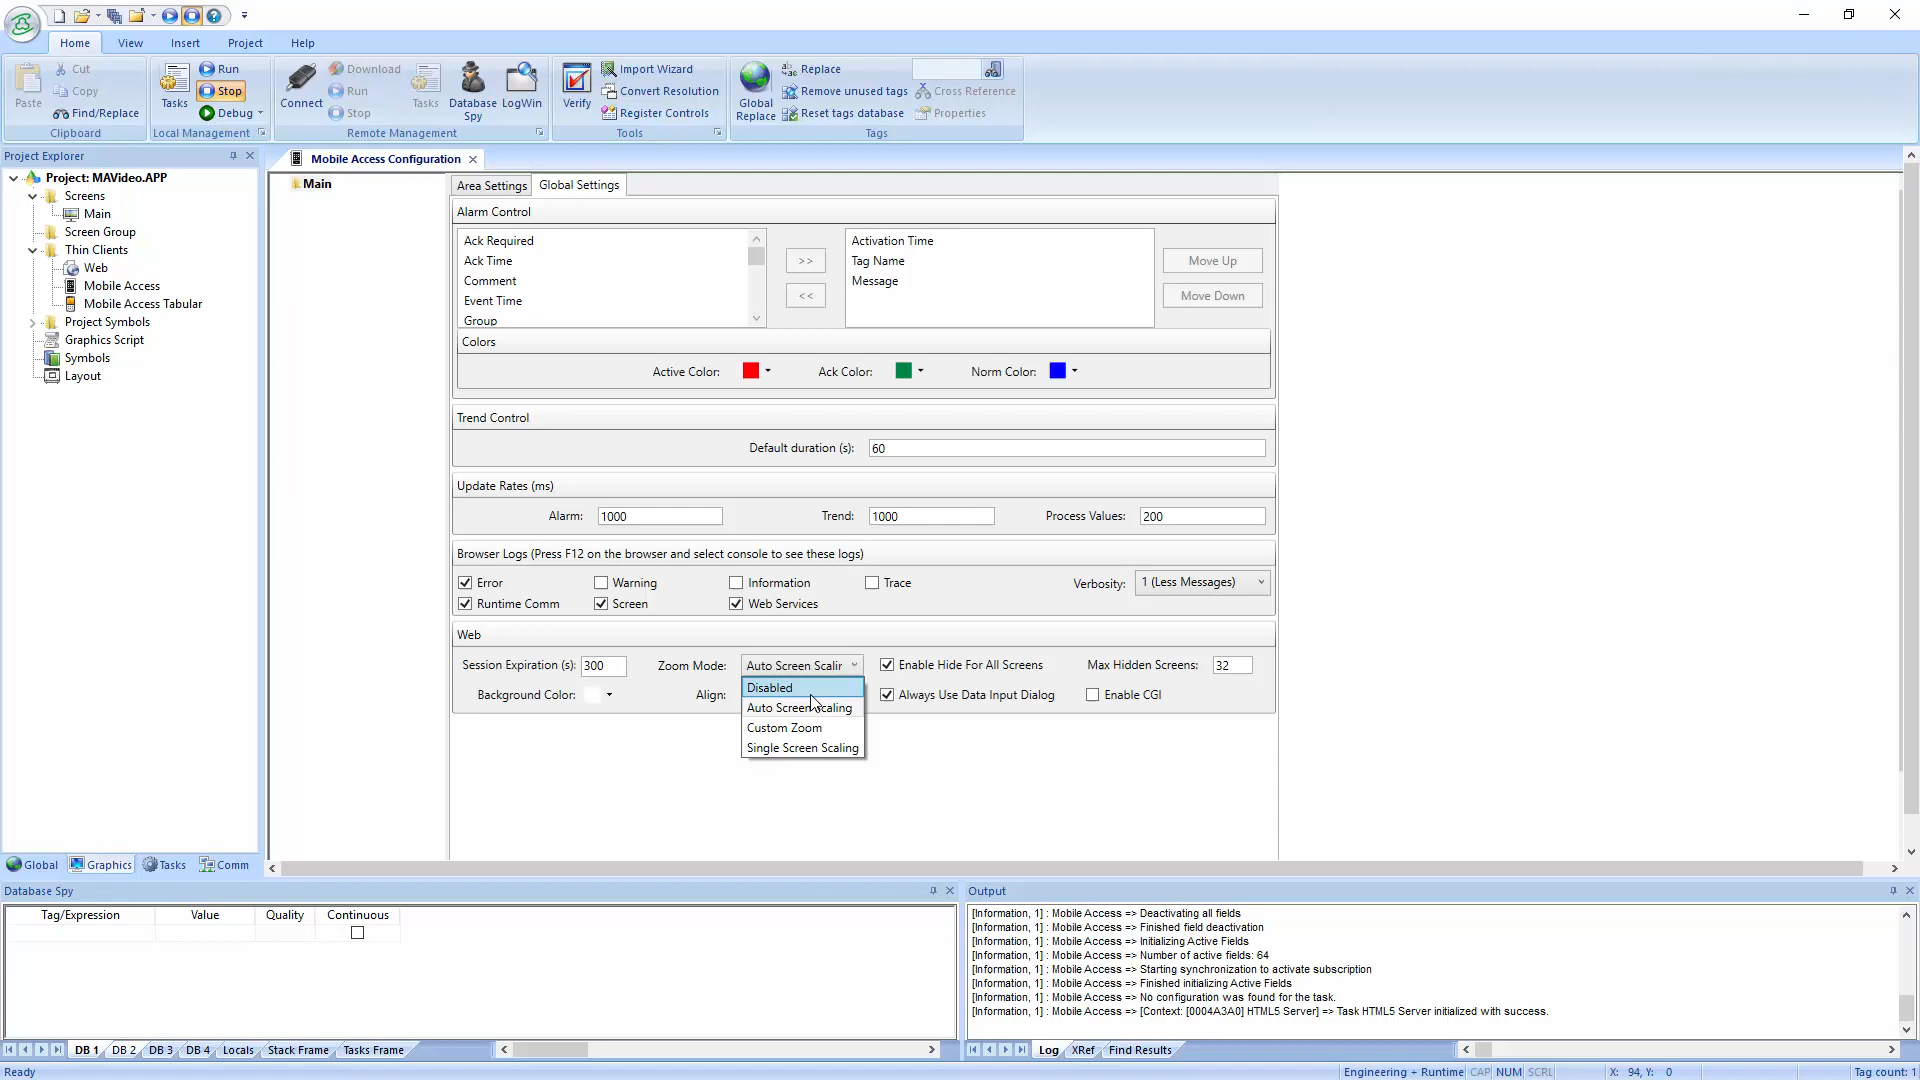 Home View Insert Project Help
Paste Cut Copy Find/Replace Clipboard
Tasks Run Stop Debug Local Management
Connect Download Run Stop Tasks Database Spy LogWin Remote Management
Verify Import Wizard Convert Resolution Register Controls Tools
Global Replace Replace Remove unused tags Reset tags database Cross Reference Properties Tags
Project Explorer
Project: MAVideo.APP
Screens
Main
Screen Group
Thin Clients
Web
Mobile Access
Mobile Access Tabular
Project Symbols
Graphics Script
Symbols
Layout
Global Graphics Tasks Comm
Mobile Access Configuration
Main
Area Settings Global Settings
Alarm Control
Ack Required
Ack Time
Comment
Event Time
Group
>>
<<
Activation Time
Tag Name
Message
Move Up
Move Down
Colors
Active Color: Ack Color: Norm Color:
Trend Control
Default duration (s): 60
Update Rates (ms)
Alarm: 1000 Trend: 1000 Process Values: 200
Browser Logs (Press F12 on the browser and select console to see these logs)
Error Warning Information Trace Verbosity: 1 (Less Messages)
Runtime Comm Screen Web Services
Web
Session Expiration (s): 300 Zoom Mode: Auto Screen Scalin Enable Hide For All Screens Max Hidden Screens: 32
Background Color: Align: Always Use Data Input Dialog Enable CGI
Disabled
Auto Screen Scaling
Custom Zoom
Single Screen Scaling
Database Spy
Tag/Expression Value Quality Continuous
DB 1 DB 2 DB 3 DB 4 Locals Stack Frame Tasks Frame
Output
[Information, 1] : Mobile Access => Deactivating all fields
[Information, 1] : Mobile Access => Finished field deactivation
[Information, 1] : Mobile Access => Initializing Active Fields
[Information, 1] : Mobile Access => Number of active fields: 64
[Information, 1] : Mobile Access => Starting synchronization to activate subscription
[Information, 1] : Mobile Access => Finished initializing Active Fields
[Information, 1] : Mobile Access => No configuration was found for the task.
[Information, 1] : Mobile Access => [Context: [0004A3A0] HTML5 Server] => Task HTML5 Server initialized with success.
Log XRef Find Results
Ready Engineering + Runtime CAP NUM SCRL X: 94, Y: 0 Tag count: 1